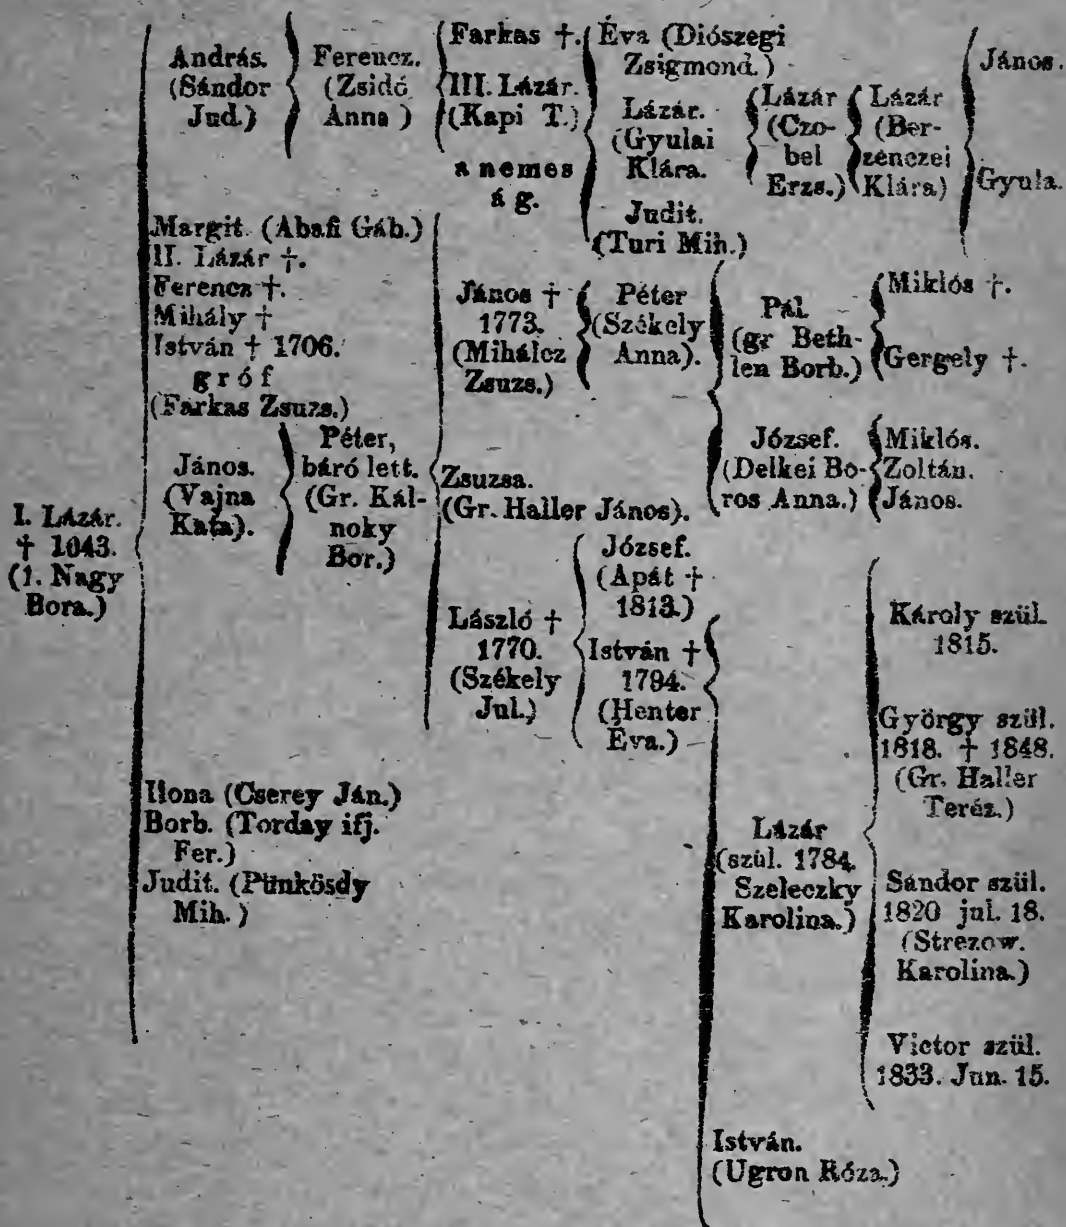 I. Lázár.
† 1643.
(1. Nagy
Bora.)
András.
(Sándor
Jud.)
Ferencz.
(Zsidó
Anna )
Farkas †.
III. Lázár.
(Kapi T.)
a nemes
á g.
Éva (Diószegi
Zsigmond.)
Lázár.
(Gyulai
Klára.
Judit.
(Turi Mih.)
Lázár
(Czo-
bel
Erzs.)
Lázár
(Ber-
zenczei
Klára)
János.
Gyula.
Margit. (Abafi Gáb.)
II. Lázár †.
Ferencz †.
Mihály †
István † 1706.
g r ó f
(Farkas Zsuzs.)
János.
(Vajna
Kata).
Péter,
báró lett.
(Gr. Kál-
noky
Bor.)
János †
1773.
(Mihálcz
Zsuzs.)
Péter
(Székely
Anna).
Pál.
(gr Beth-
len Borb.)
Miklós †.
Gergely †.
József.
(Delkei Bo-
ros Anna.)
Miklós.
Zoltán.
János.
Zsuzsa.
(Gr. Haller János).
László †
1770.
(Székely
Jul.)
József.
(Apát †
1813.)
István †
1794.
(Henter
Éva.)
Lázár
(szül. 1784.
Szeleczky
Karolina.)
Károly szül.
1815.
György szül.
1818. † 1848.
(Gr. Haller
Teréz.)
Sándor szül.
1820 jul. 18.
(Strezow.
Karolina.)
Victor szül.
1833. Jun. 15.
István.
(Ugron Róza.)
Ilona (Cserey Ján.)
Borb. (Torday ifj.
Fer.)
Judit. (Pünkösdy
Mih.)